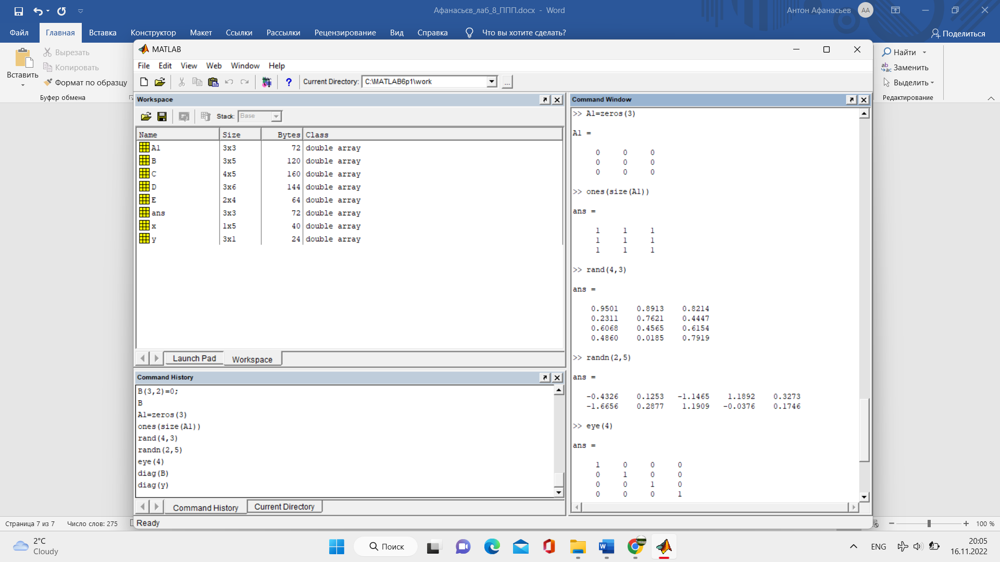 Афанасьєв_лаб_8_ППП.docx - Word
Антон Афанасьев
АА
Файл Главная Вставка Конструктор Макет Ссылки Рассылки Рецензирование Вид Справка Что вы хотите сделать? Поделиться
Вставить
Вырезать
Копировать
Формат по образцу
Буфер обмена
Найти
Заменить
Выделить
Редактирование
MATLAB
File Edit View Web Window Help
Current Directory: C:\MATLAB6p1\work ...
Workspace
Stack: Base
Name Size Bytes Class
A1 3x3 72 double array
B 3x5 120 double array
C 4x5 160 double array
D 3x6 144 double array
E 2x4 64 double array
ans 3x3 72 double array
x 1x5 40 double array
y 3x1 24 double array
Launch Pad Workspace
Command History
B(3,2)=0;
B
A1=zeros(3)
ones(size(A1))
rand(4,3)
randn(2,5)
eye(4)
diag(B)
diag(y)
Command History Current Directory
Ready
Command Window
>> A1=zeros(3)
A1 =
0 0 0
0 0 0
0 0 0
>> ones(size(A1))
ans =
1 1 1
1 1 1
1 1 1
>> rand(4,3)
ans =
0.9501 0.8913 0.8214
0.2311 0.7621 0.4447
0.6068 0.4565 0.6154
0.4860 0.0185 0.7919
>> randn(2,5)
ans =
-0.4326 0.1253 -1.1465 1.1892 0.3273
-1.6656 0.2877 1.1909 -0.0376 0.1746
>> eye(4)
ans =
1 0 0 0
0 1 0 0
0 0 1 0
0 0 0 1
Страница 7 из 7 Число слов: 275
100 %
2°C
Cloudy
Поиск
ENG
20:05
16.11.2022